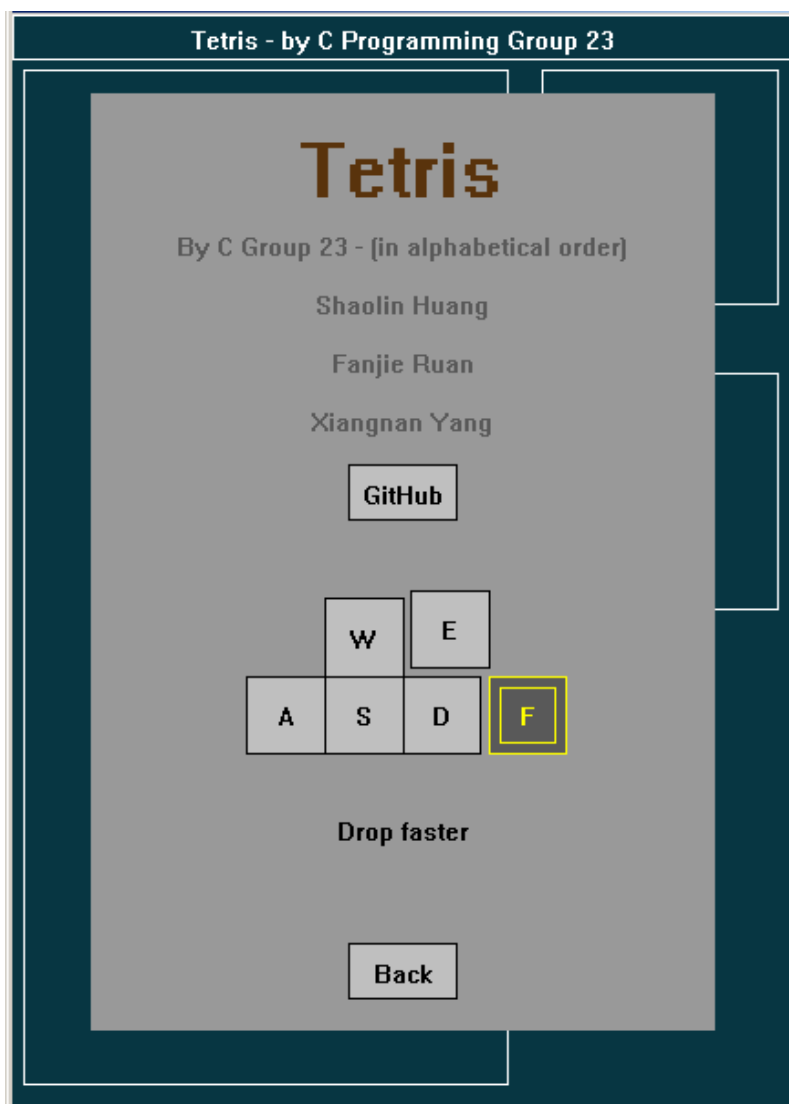 Tetris - by C Programming Group 23
Tetris
By C Group 23 - (in alphabetical order)
Shaolin Huang
Fanjie Ruan
Xiangnan Yang
GitHub
W E
A S D F
Drop faster
Back